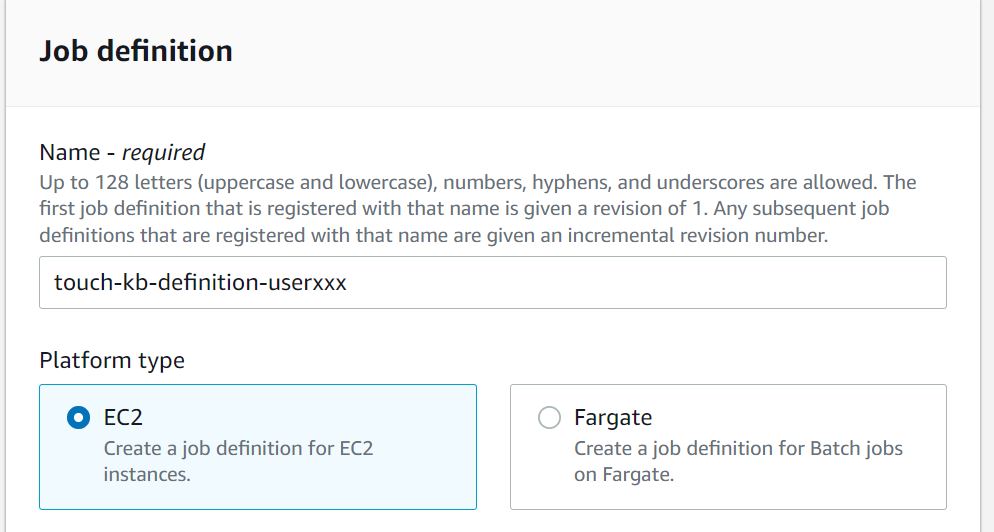 Job definition
Name - required
Up to 128 letters (uppercase and lowercase), numbers, hyphens, and underscores are allowed. The
first job definition that is registered with that name is given a revision of 1. Any subsequent job
definitions that are registered with that name are given an incremental revision number.
touch-kb-definition-userxxx
Platform type
EC2
Create a job definition for EC2
instances.
Fargate
Create a job definition for Batch jobs
on Fargate.